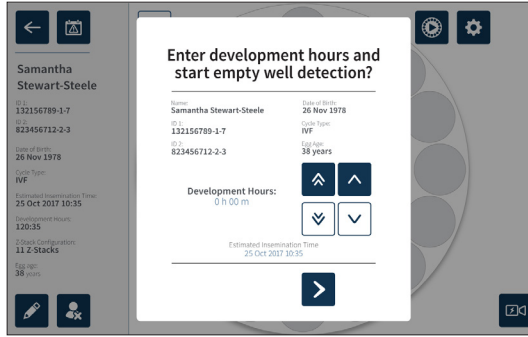 Samantha
Stewart-Steele
ID 1:
132156789-1-7
ID 2:
823456712-2-3
Date of Birth:
26 Nov 1978
Cycle Type:
IVF
Estimated Insemination Time:
25 Oct 2017 10:35
Development Hours:
120:35
Z-Stack Configuration:
11 Z-Stacks
Egg Age:
38 years
Enter development hours and
start empty well detection?
Name:
Samantha Stewart-Steele
Date of Birth:
26 Nov 1978
ID 1:
132156789-1-7
Cycle Type:
IVF
ID 2:
823456712-2-3
Egg Age:
38 years
Development Hours:
0 h 00 m
Estimated Insemination Time
25 Oct 2017 10:35